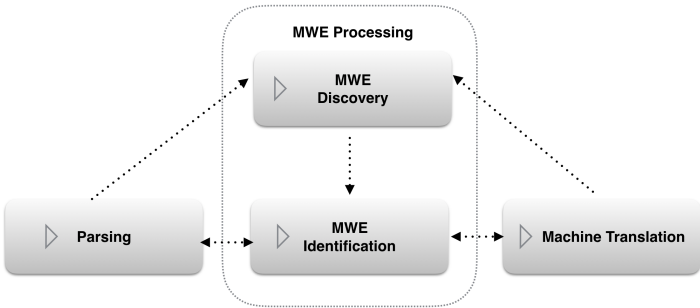 MWE Processing
MWE
Discovery
Parsing
MWE
Identification
Machine Translation